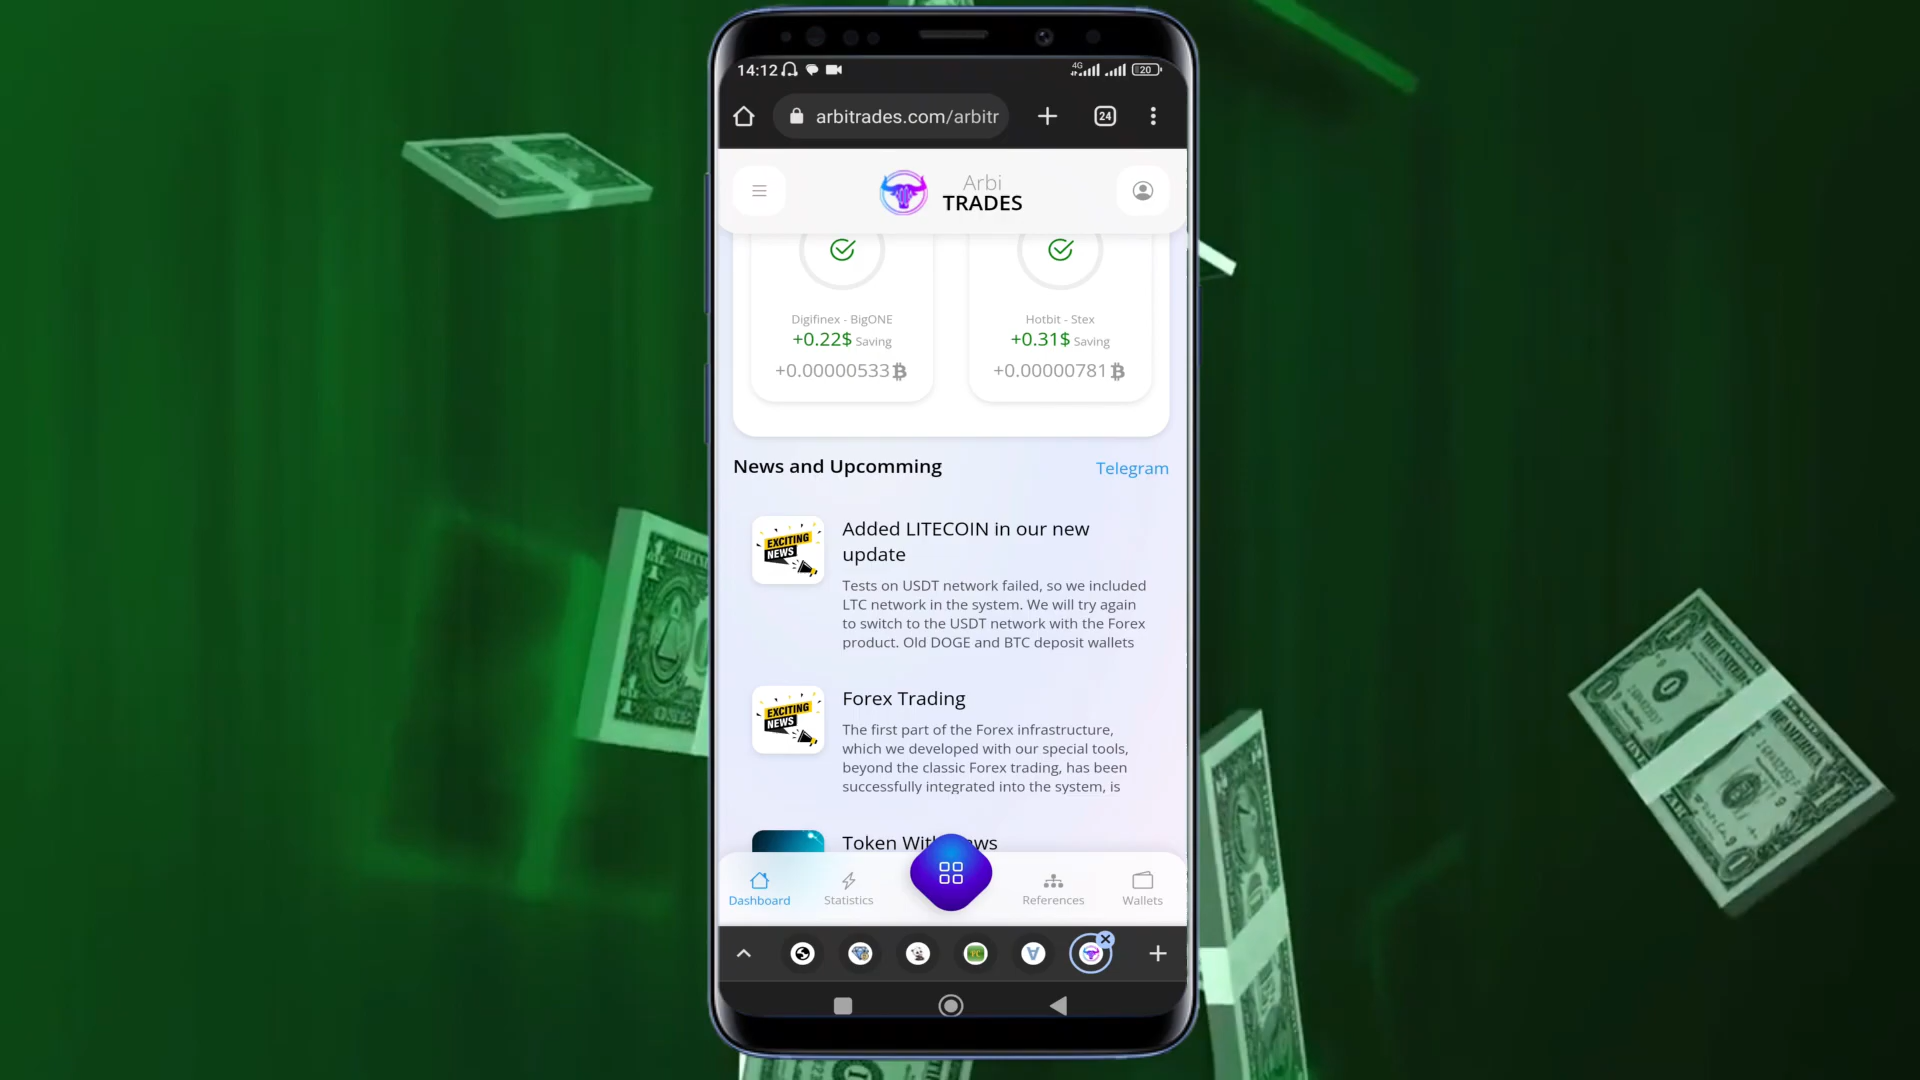 14:12
4G
20
arbitrades.com/arbitr
24
Arbi
TRADES
Digifinex - BigONE
+0.22$ Saving
+0.00000533₿
Hotbit - Stex
+0.31$ Saving
+0.00000781₿
News and Upcomming
Telegram
EXCITING
NEWS
Added LITECOIN in our new
update
Tests on USDT network failed, so we included
LTC network in the system. We will try again
to switch to the USDT network with the Forex
product. Old DOGE and BTC deposit wallets
EXCITING
NEWS
Forex Trading
The first part of the Forex infrastructure,
which we developed with our special tools,
beyond the classic Forex trading, has been
successfully integrated into the system, is
Token
Dashboard
Statistics
References
Wallets